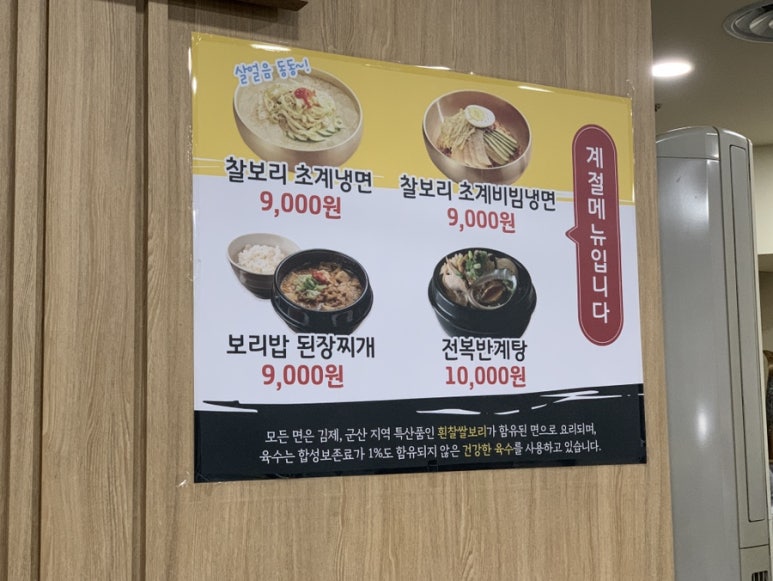 살얼음 동동~!
찰보리 초계냉면
9,000원
찰보리 초계비빔냉면
9,000원
계절메뉴입니다
보리밥 된장찌개
9,000원
전복반계탕
10,000원
모든 면은 김제, 군산 지역 특산품인 흰찰쌀보리가 함유된 면으로 요리되며,
육수는 합성보존료가 1%도 함유되지 않은 건강한 육수를 사용하고 있습니다.